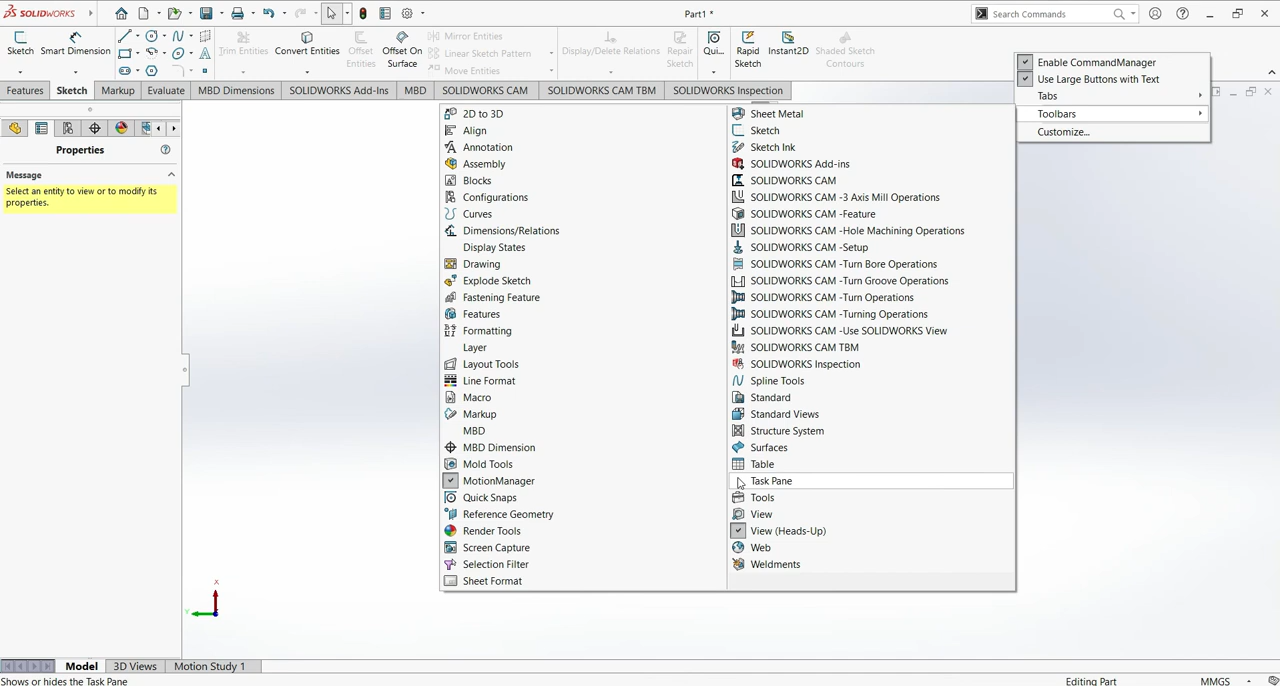 SOLIDWORKS
Part1 *
Search Commands
Sketch
Smart Dimension
Trim Entities
Convert Entities
Offset
Entities
Offset On
Surface
Mirror Entities
Linear Sketch Pattern
Move Entities
Display/Delete Relations
Repair
Sketch
Qui...
Rapid
Sketch
Instant2D
Shaded Sketch
Contours
Features
Sketch
Markup
Evaluate
MBD Dimensions
SOLIDWORKS Add-Ins
MBD
SOLIDWORKS CAM
SOLIDWORKS CAM TBM
SOLIDWORKS Inspection
Enable CommandManager
Use Large Buttons with Text
Tabs
Toolbars
Customize...
Properties
Message
Select an entity to view or to modify its
properties.
2D to 3D
Align
Annotation
Assembly
Blocks
Configurations
Curves
Dimensions/Relations
Display States
Drawing
Explode Sketch
Fastening Feature
Features
Formatting
Layer
Layout Tools
Line Format
Macro
Markup
MBD
MBD Dimension
Mold Tools
MotionManager
Quick Snaps
Reference Geometry
Render Tools
Screen Capture
Selection Filter
Sheet Format
Sheet Metal
Sketch
Sketch Ink
SOLIDWORKS Add-ins
SOLIDWORKS CAM
SOLIDWORKS CAM -3 Axis Mill Operations
SOLIDWORKS CAM -Feature
SOLIDWORKS CAM -Hole Machining Operations
SOLIDWORKS CAM -Setup
SOLIDWORKS CAM -Turn Bore Operations
SOLIDWORKS CAM -Turn Groove Operations
SOLIDWORKS CAM -Turn Operations
SOLIDWORKS CAM -Turning Operations
SOLIDWORKS CAM -Use SOLIDWORKS View
SOLIDWORKS CAM TBM
SOLIDWORKS Inspection
Spline Tools
Standard
Standard Views
Structure System
Surfaces
Table
Task Pane
Tools
View
View (Heads-Up)
Web
Weldments
X
Y
Model
3D Views
Motion Study 1
Shows or hides the Task Pane
Editing Part
MMGS